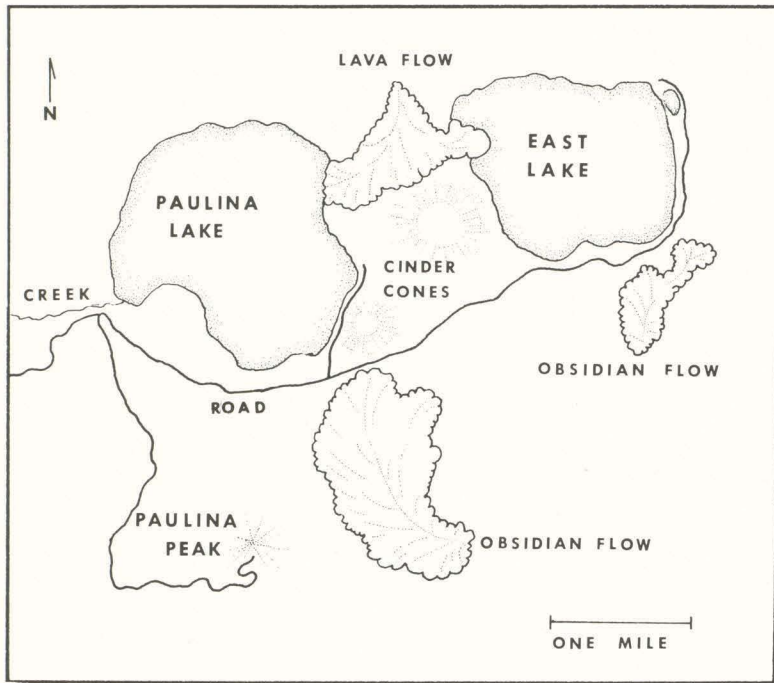 LAVA FLOW
N
EAST
LAKE
PAULINA
LAKE
CINDER
CONES
CREEK
OBSIDIAN FLOW
ROAD
PAULINA
PEAK
OBSIDIAN FLOW
ONE MILE